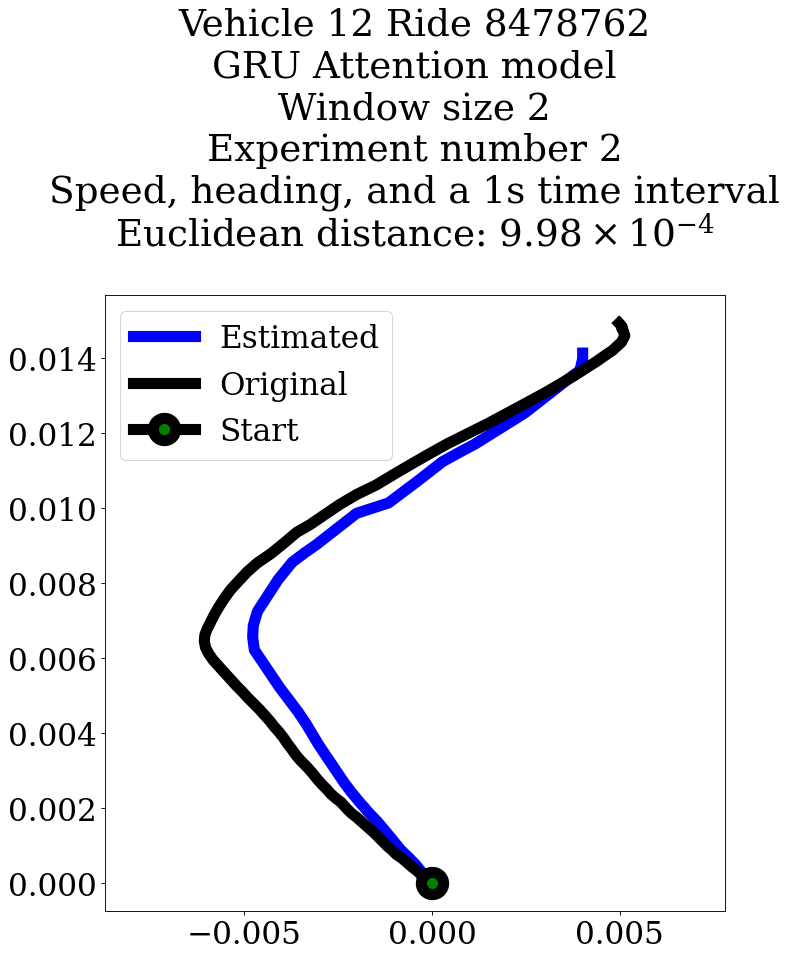 Vehicle 12 Ride 8478762
GRU Attention model
Window size 2
Experiment number 2
Speed, heading, and a 1s time interval
Euclidean distance: 9.98 × 10⁻⁴
Estimated
Original
Start
0.014
0.012
0.010
0.008
0.006
0.004
0.002
0.000
−0.005 0.000 0.005